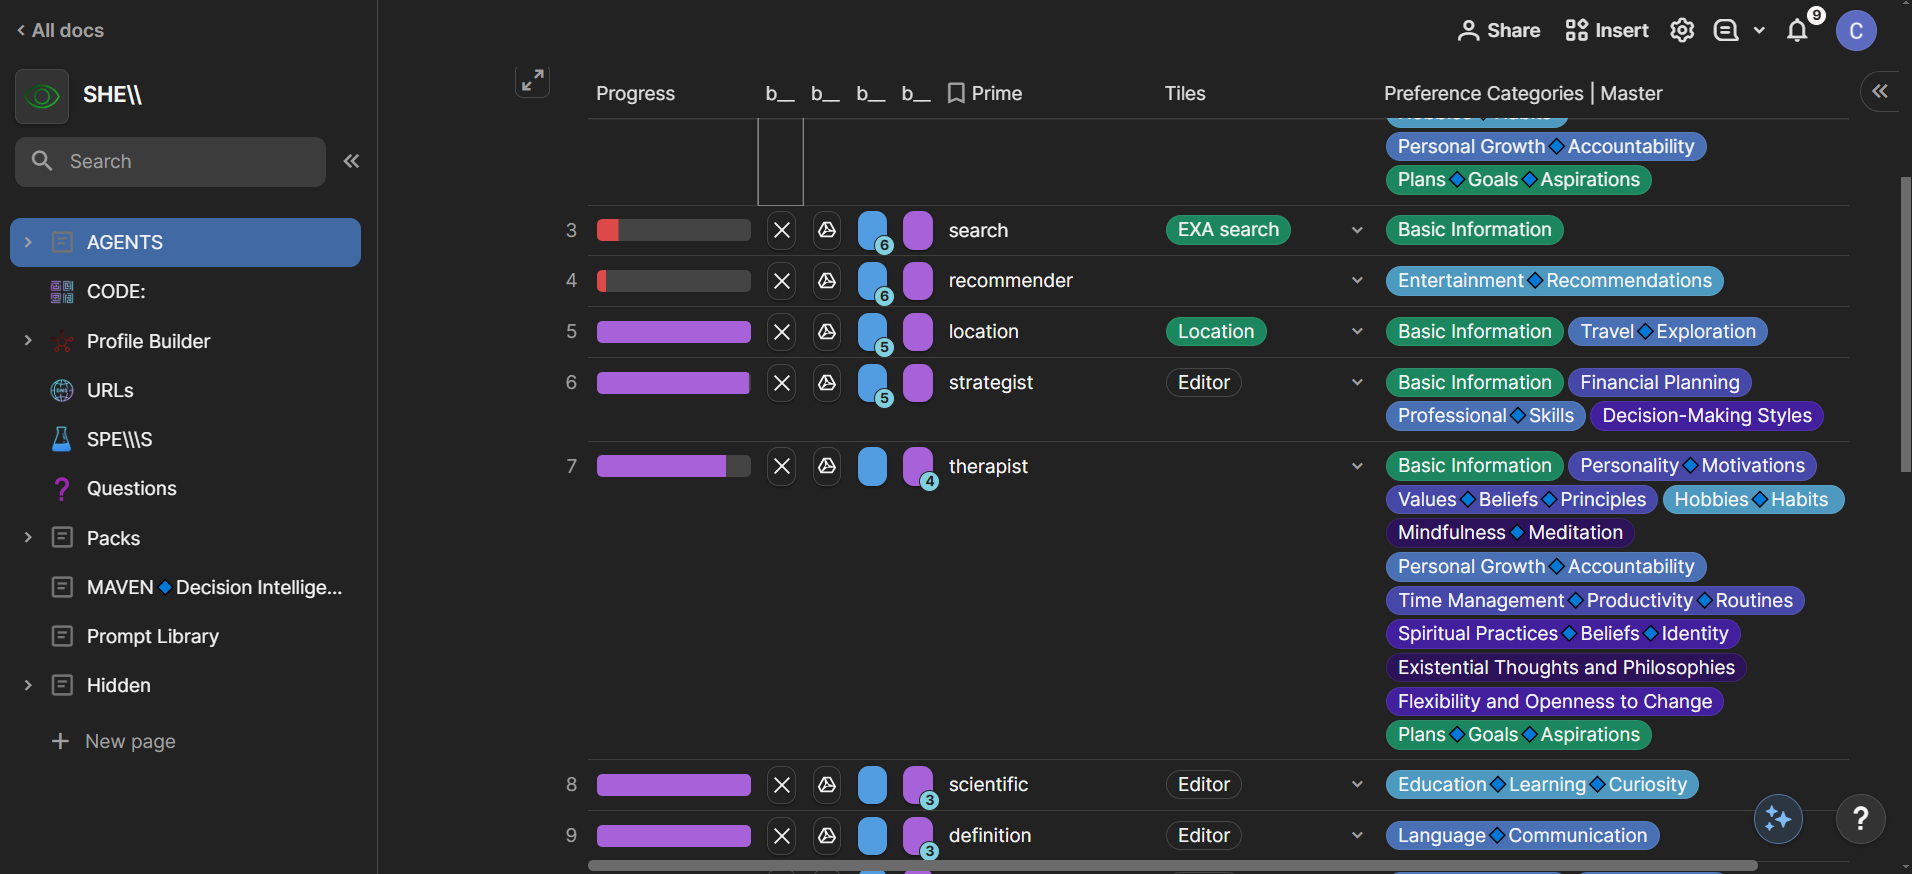 All docs
SHE\\
Search
AGENTS
CODE:
Profile Builder
URLs
SPE\\\S
Questions
Packs
MAVEN🔹Decision Intellige...
Prompt Library
Hidden
New page
Share
Insert
9
C
Progress b__ b__ b__ b__ Prime Tiles Preference Categories | Master
Hobbies🔹Habits
Personal Growth🔹Accountability
Plans🔹Goals🔹Aspirations
3 6 search EXA search Basic Information
4 6 recommender Entertainment🔹Recommendations
5 5 location Location Basic Information Travel🔹Exploration
6 5 strategist Editor Basic Information Financial Planning
Professional🔹Skills Decision-Making Styles
7 4 therapist Basic Information Personality🔹Motivations
Values🔹Beliefs🔹Principles Hobbies🔹Habits
Mindfulness🔹Meditation
Personal Growth🔹Accountability
Time Management🔹Productivity🔹Routines
Spiritual Practices🔹Beliefs🔹Identity
Existential Thoughts and Philosophies
Flexibility and Openness to Change
Plans🔹Goals🔹Aspirations
8 3 scientific Editor Education🔹Learning🔹Curiosity
9 3 definition Editor Language🔹Communication
?